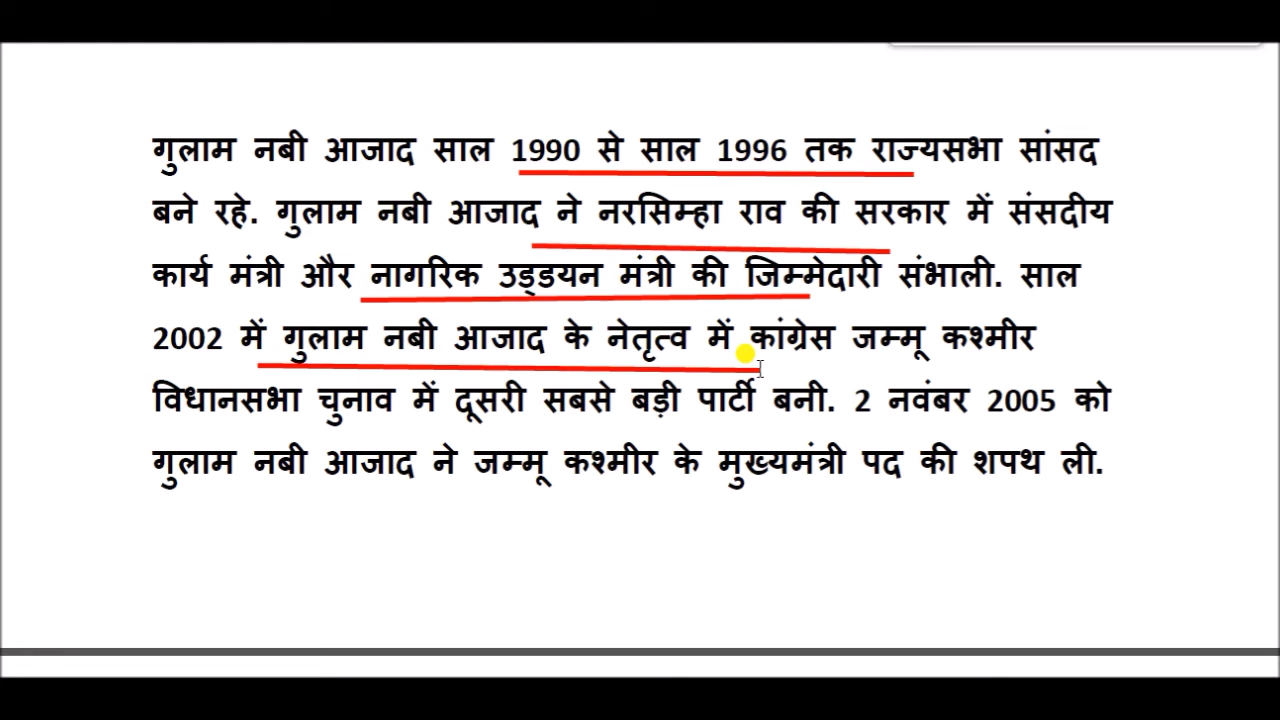 गुलाम नबी आजाद साल 1990 से साल 1996 तक राज्यसभा सांसद
बने रहे. गुलाम नबी आजाद ने नरसिम्हा राव की सरकार में संसदीय
कार्य मंत्री और नागरिक उड्डयन मंत्री की जिम्मेदारी संभाली. साल
2002 में गुलाम नबी आजाद के नेतृत्व में कांग्रेस जम्मू कश्मीर
विधानसभा चुनाव में दूसरी सबसे बड़ी पार्टी बनी. 2 नवंबर 2005 को
गुलाम नबी आजाद ने जम्मू कश्मीर के मुख्यमंत्री पद की शपथ ली.